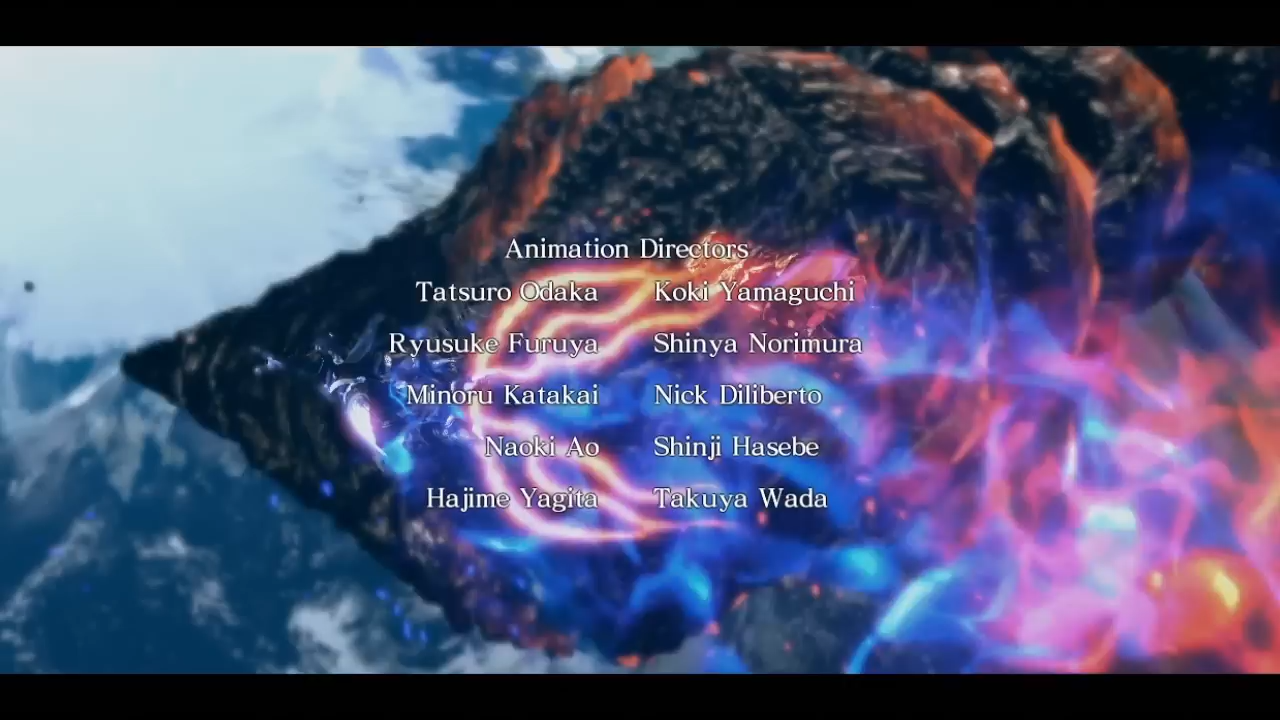 Animation Directors
Tatsuro Odaka Koki Yamaguchi
Ryusuke Furuya Shinya Norimura
Minoru Katakai Nick Diliberto
Naoki Ao Shinji Hasebe
Hajime Yagita Takuya Wada